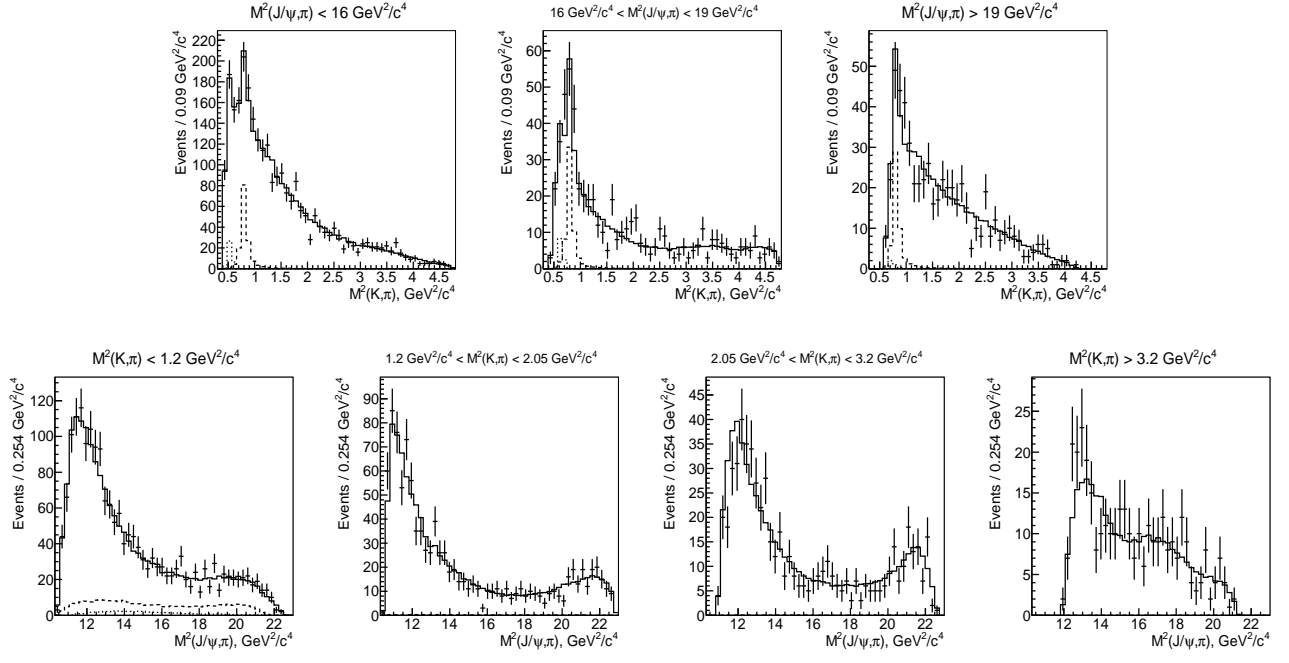 M²(J/ψ,π) < 16 GeV²/c⁴
16 GeV²/c⁴ < M²(J/ψ,π) < 19 GeV²/c⁴
M²(J/ψ,π) > 19 GeV²/c⁴
Events / 0.09 GeV²/c⁴
0 20 40 60 80 100 120 140 160 180 200 220
0.5 1 1.5 2 2.5 3 3.5 4 4.5
M²(K,π), GeV²/c⁴
Events / 0.09 GeV²/c⁴
0 10 20 30 40 50 60
0.5 1 1.5 2 2.5 3 3.5 4 4.5
M²(K,π), GeV²/c⁴
Events / 0.09 GeV²/c⁴
0 10 20 30 40 50
0.5 1 1.5 2 2.5 3 3.5 4 4.5
M²(K,π), GeV²/c⁴
M²(K,π) < 1.2 GeV²/c⁴
1.2 GeV²/c⁴ < M²(K,π) < 2.05 GeV²/c⁴
2.05 GeV²/c⁴ < M²(K,π) < 3.2 GeV²/c⁴
M²(K,π) > 3.2 GeV²/c⁴
Events / 0.254 GeV²/c⁴
0 20 40 60 80 100 120
12 14 16 18 20 22
M²(J/ψ,π), GeV²/c⁴
Events / 0.254 GeV²/c⁴
0 10 20 30 40 50 60 70 80 90
12 14 16 18 20 22
M²(J/ψ,π), GeV²/c⁴
Events / 0.254 GeV²/c⁴
0 5 10 15 20 25 30 35 40 45
12 14 16 18 20 22
M²(J/ψ,π), GeV²/c⁴
Events / 0.254 GeV²/c⁴
0 5 10 15 20 25
12 14 16 18 20 22
M²(J/ψ,π), GeV²/c⁴